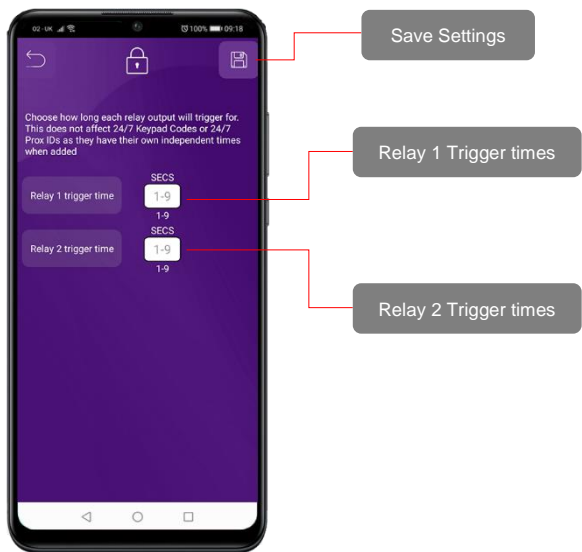 02-UK 100% 09:18
Save Settings
Choose how long each relay output will trigger for.
This does not affect 24/7 Keypad Codes or 24/7
Prox IDs as they have their own independent times
when added
Relay 1 Trigger times
SECS
Relay 1 trigger time 1-9
1-9
SECS
Relay 2 trigger time 1-9
1-9
Relay 2 Trigger times